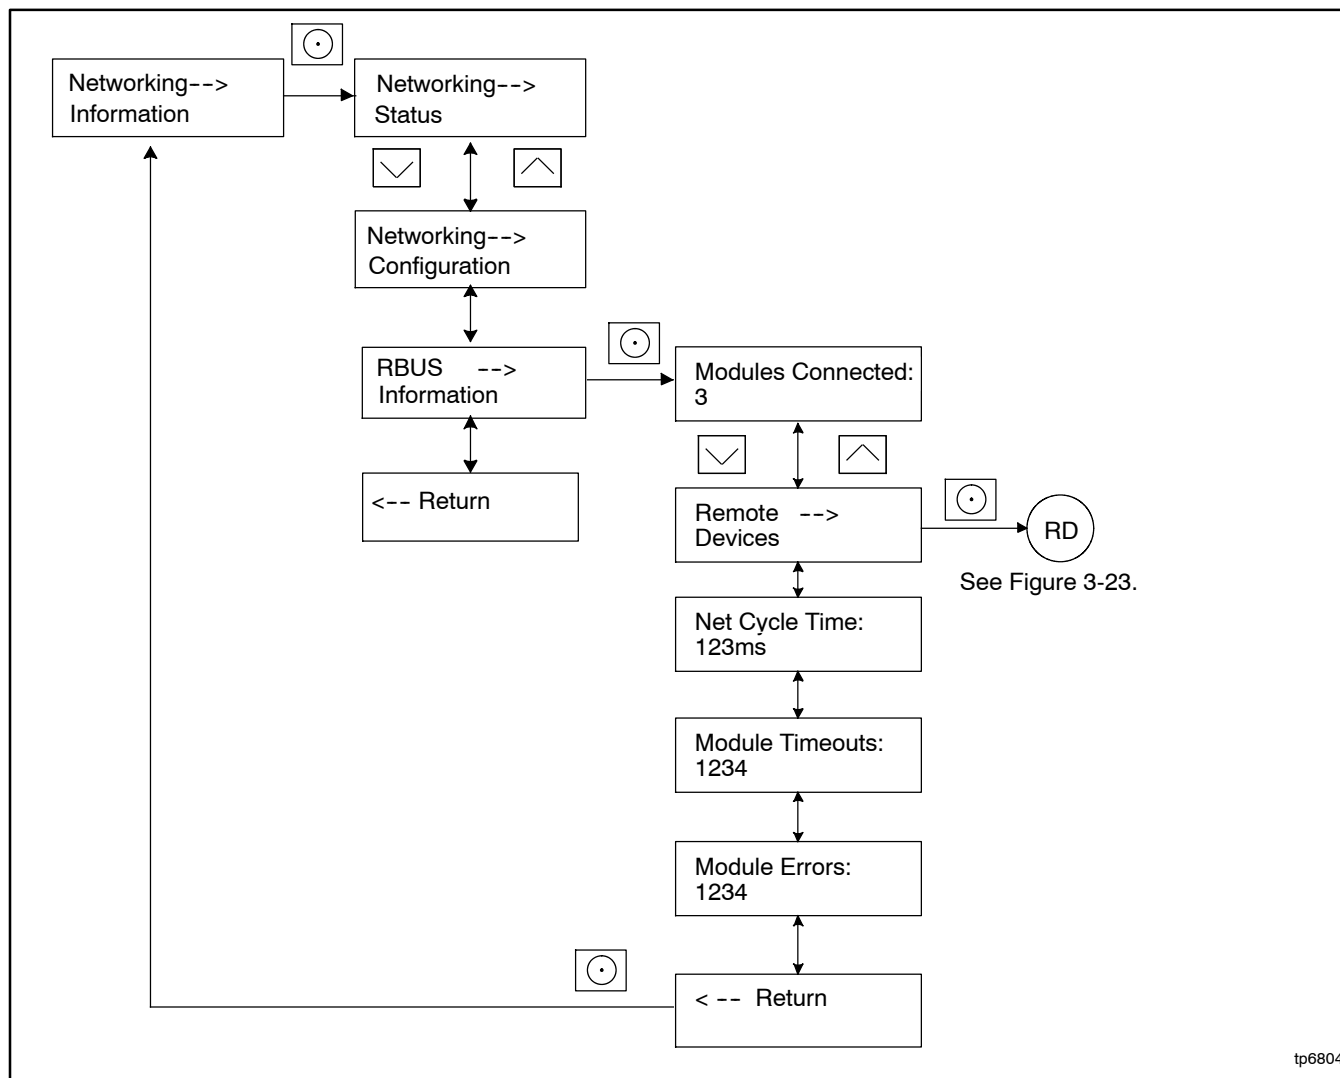 Networking-->
Information
Networking-->
Status
Networking-->
Configuration
RBUS -->
Information
<-- Return
Modules Connected:
3
Remote -->
Devices
RD
See Figure 3-23.
Net Cycle Time:
123ms
Module Timeouts:
1234
Module Errors:
1234
< -- Return
tp6804